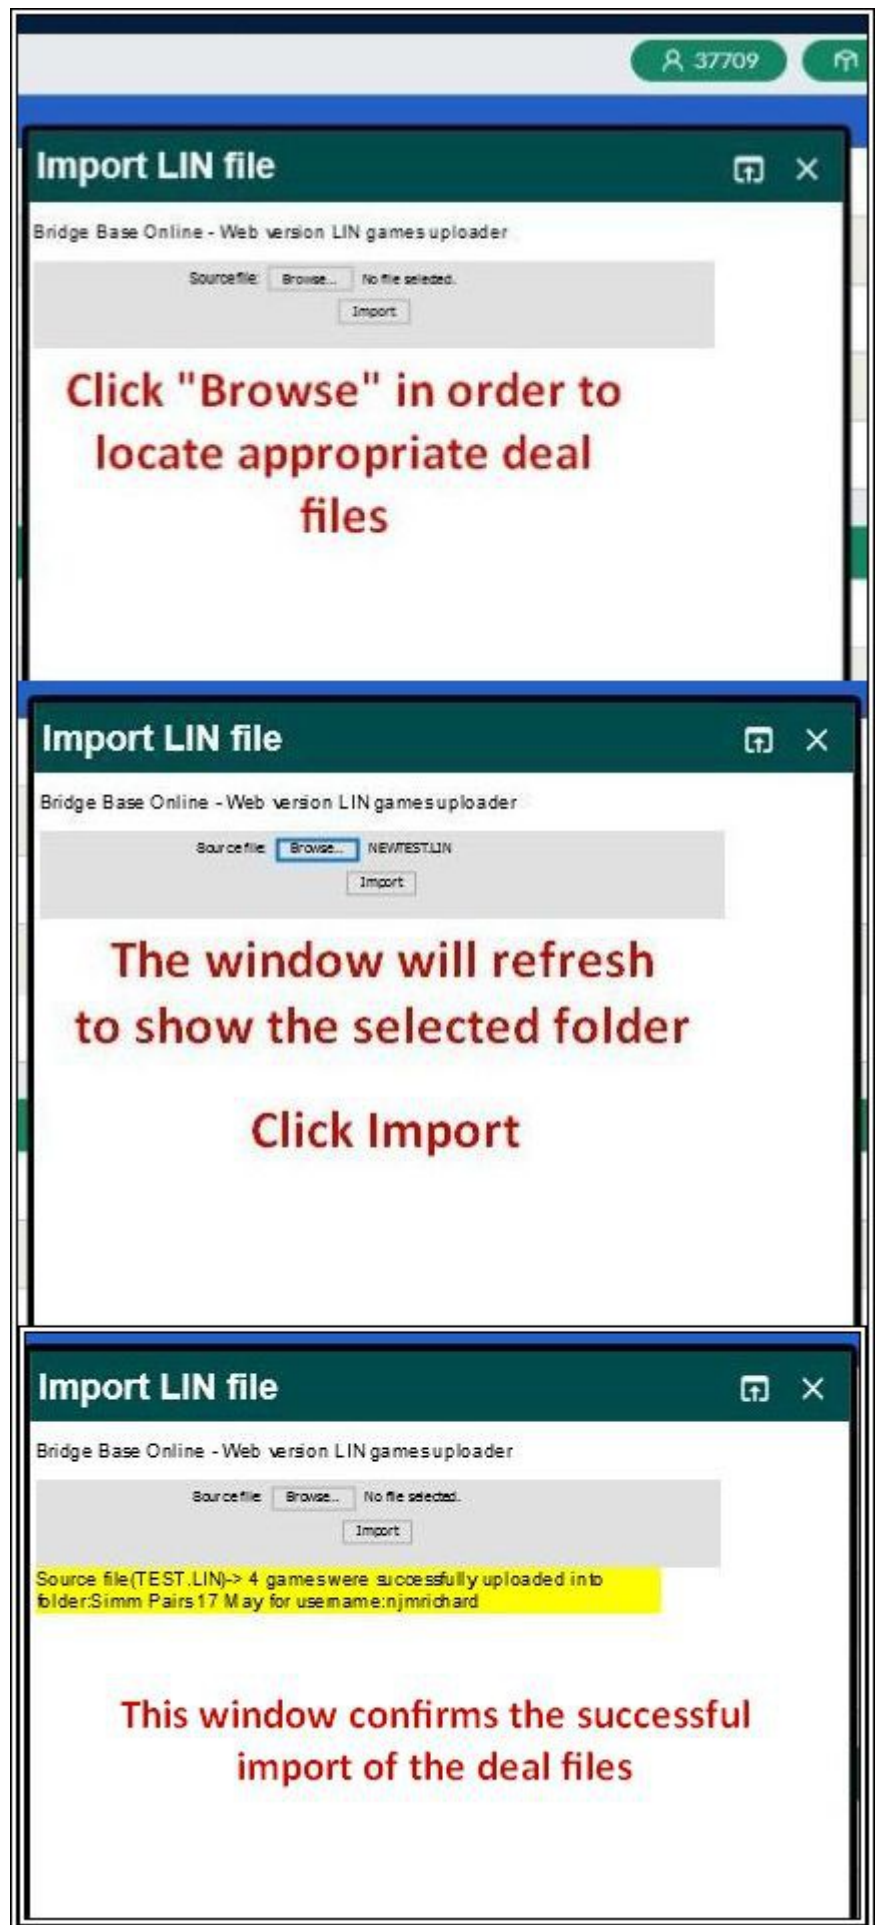 37709
Import LIN file
Bridge Base Online - Web version LIN games uploader
Source file: Browse... No file selected.
Import
Click "Browse" in order to
locate appropriate deal
files
Import LIN file
Bridge Base Online - Web version LIN games uploader
Source file: Browse... NEWTEST.LIN
Import
The window will refresh
to show the selected folder
Click Import
Import LIN file
Bridge Base Online - Web version LIN games uploader
Source file: Browse... No file selected.
Import
Source file(TEST.LIN)-> 4 games were successfully uploaded into
folder:Simm Pairs 17 May for username:njmrichard
This window confirms the successful
import of the deal files